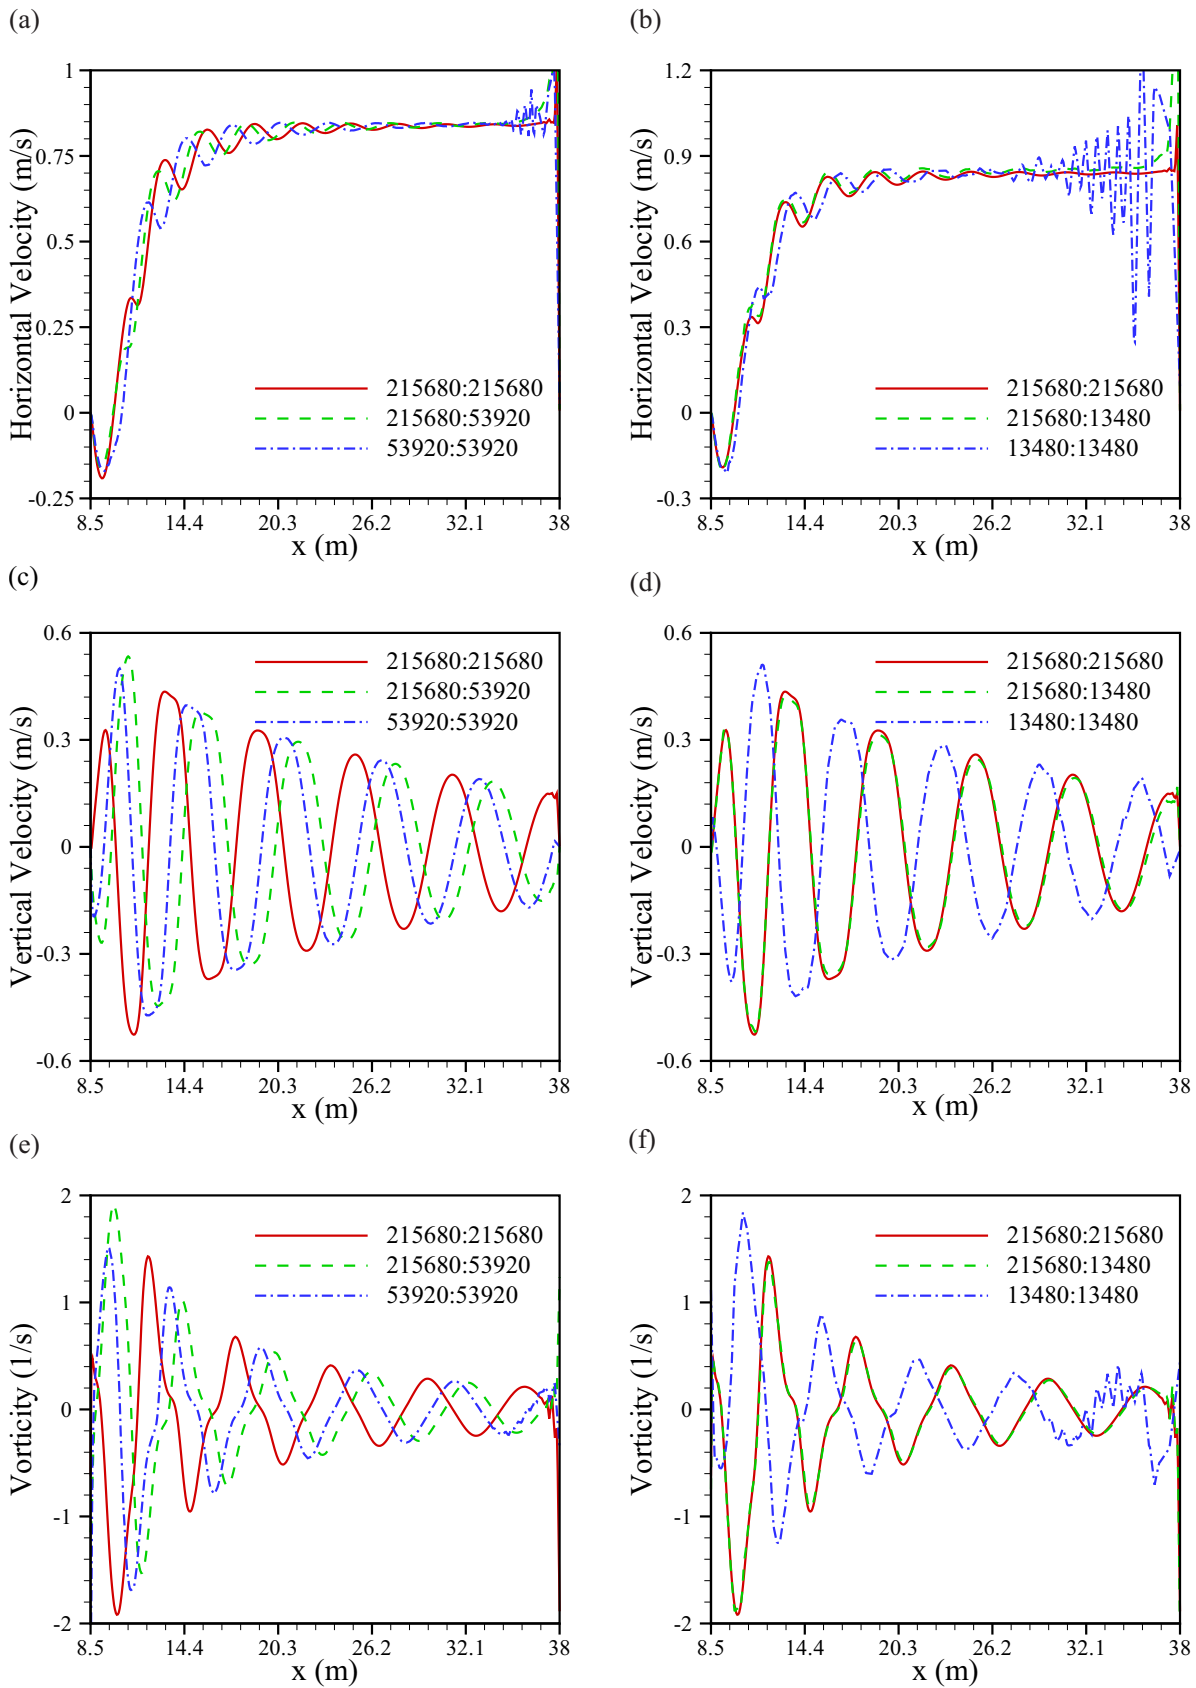 (a)
1
0.75
0.5
0.25
0
-0.25
Horizontal Velocity (m/s)
215680:215680
215680:53920
53920:53920
8.5 14.4 20.3 26.2 32.1 38
x (m)
(b)
1.2
0.9
0.6
0.3
0
-0.3
Horizontal Velocity (m/s)
215680:215680
215680:13480
13480:13480
8.5 14.4 20.3 26.2 32.1 38
x (m)
(c)
0.6
0.3
0
-0.3
-0.6
Vertical Velocity (m/s)
215680:215680
215680:53920
53920:53920
8.5 14.4 20.3 26.2 32.1 38
x (m)
(d)
0.6
0.3
0
-0.3
-0.6
Vertical Velocity (m/s)
215680:215680
215680:13480
13480:13480
8.5 14.4 20.3 26.2 32.1 38
x (m)
(e)
2
1
0
-1
-2
Vorticity (1/s)
215680:215680
215680:53920
53920:53920
8.5 14.4 20.3 26.2 32.1 38
x (m)
(f)
2
1
0
-1
-2
Vorticity (1/s)
215680:215680
215680:13480
13480:13480
8.5 14.4 20.3 26.2 32.1 38
x (m)